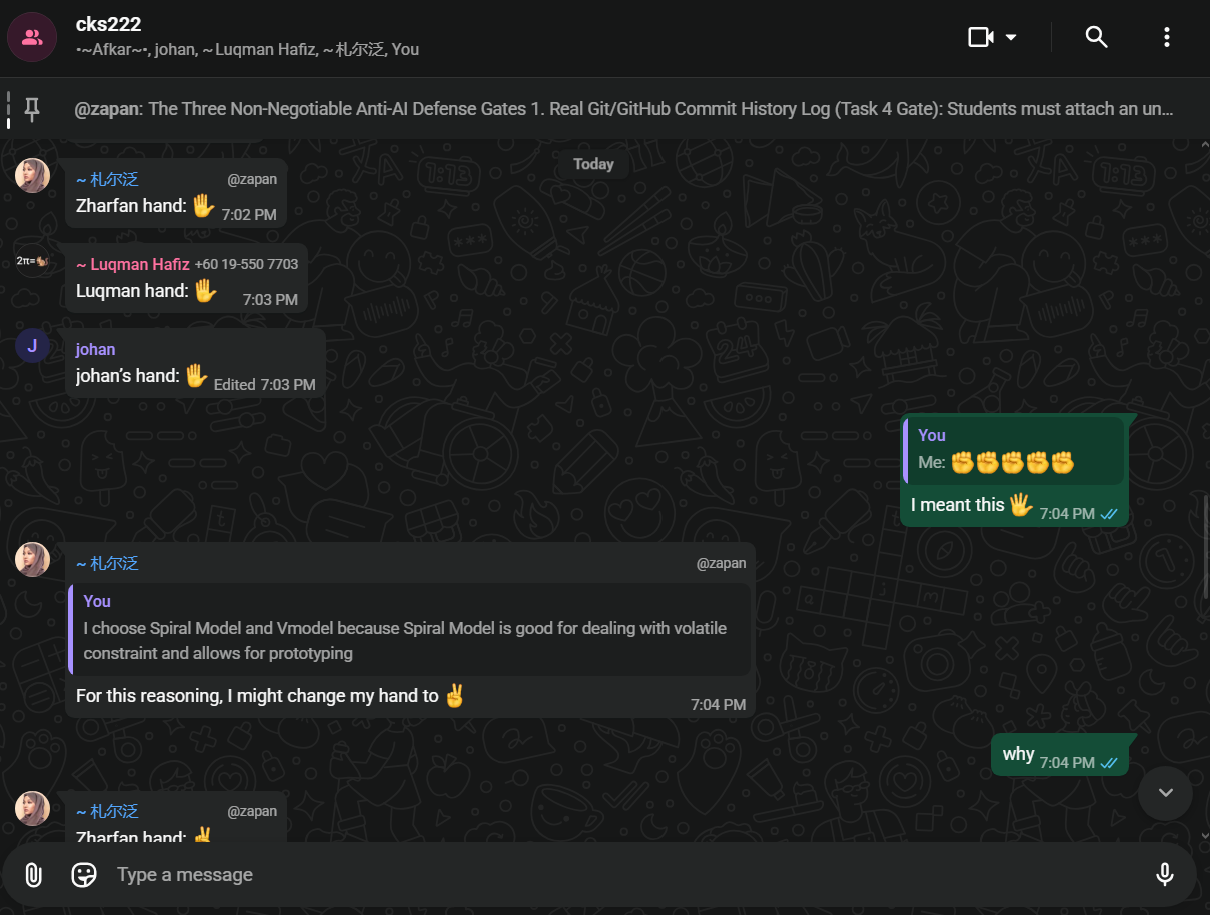 cks222
•~Afkar~•, johan, ~Luqman Hafiz, ~札尔泛, You
@zapan: The Three Non-Negotiable Anti-AI Defense Gates 1. Real Git/GitHub Commit History Log (Task 4 Gate): Students must attach an un...
Today
~札尔泛 @zapan
Zharfan hand: ✋ 7:02 PM
2π=🐿️
~Luqman Hafiz +60 19-550 7703
Luqman hand: ✋ 7:03 PM
J
johan
johan's hand: ✋ Edited 7:03 PM
You
Me: ✊✊✊✊✊
I meant this 🖐 7:04 PM
~札尔泛 @zapan
You
I choose Spiral Model and Vmodel because Spiral Model is good for dealing with volatile
constraint and allows for prototyping
For this reasoning, I might change my hand to ✌
7:04 PM
why 7:04 PM
~札尔泛 @zapan
Zharfan hand: ✌
Type a message